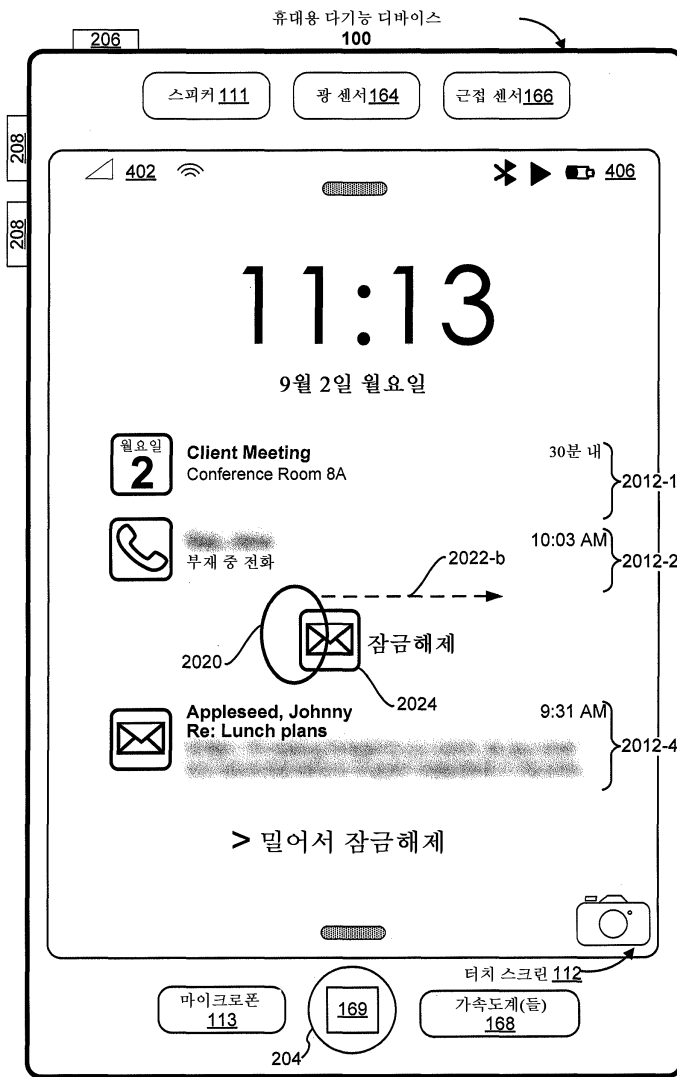 휴대용 다기능 디바이스
100
206
스피커 111
광 센서 164
근접 센서 166
208
208
402
406
11:13
9월 2일 월요일
월요일
2
Client Meeting
Conference Room 8A
30분 내
2012-1
부재 중 전화
10:03 AM
2012-2
2022-b
잠금해제
2020
2024
Appleseed, Johnny
Re: Lunch plans
9:31 AM
2012-4
> 밀어서 잠금해제
터치 스크린 112
마이크로폰
113
169
가속도계(들)
168
204